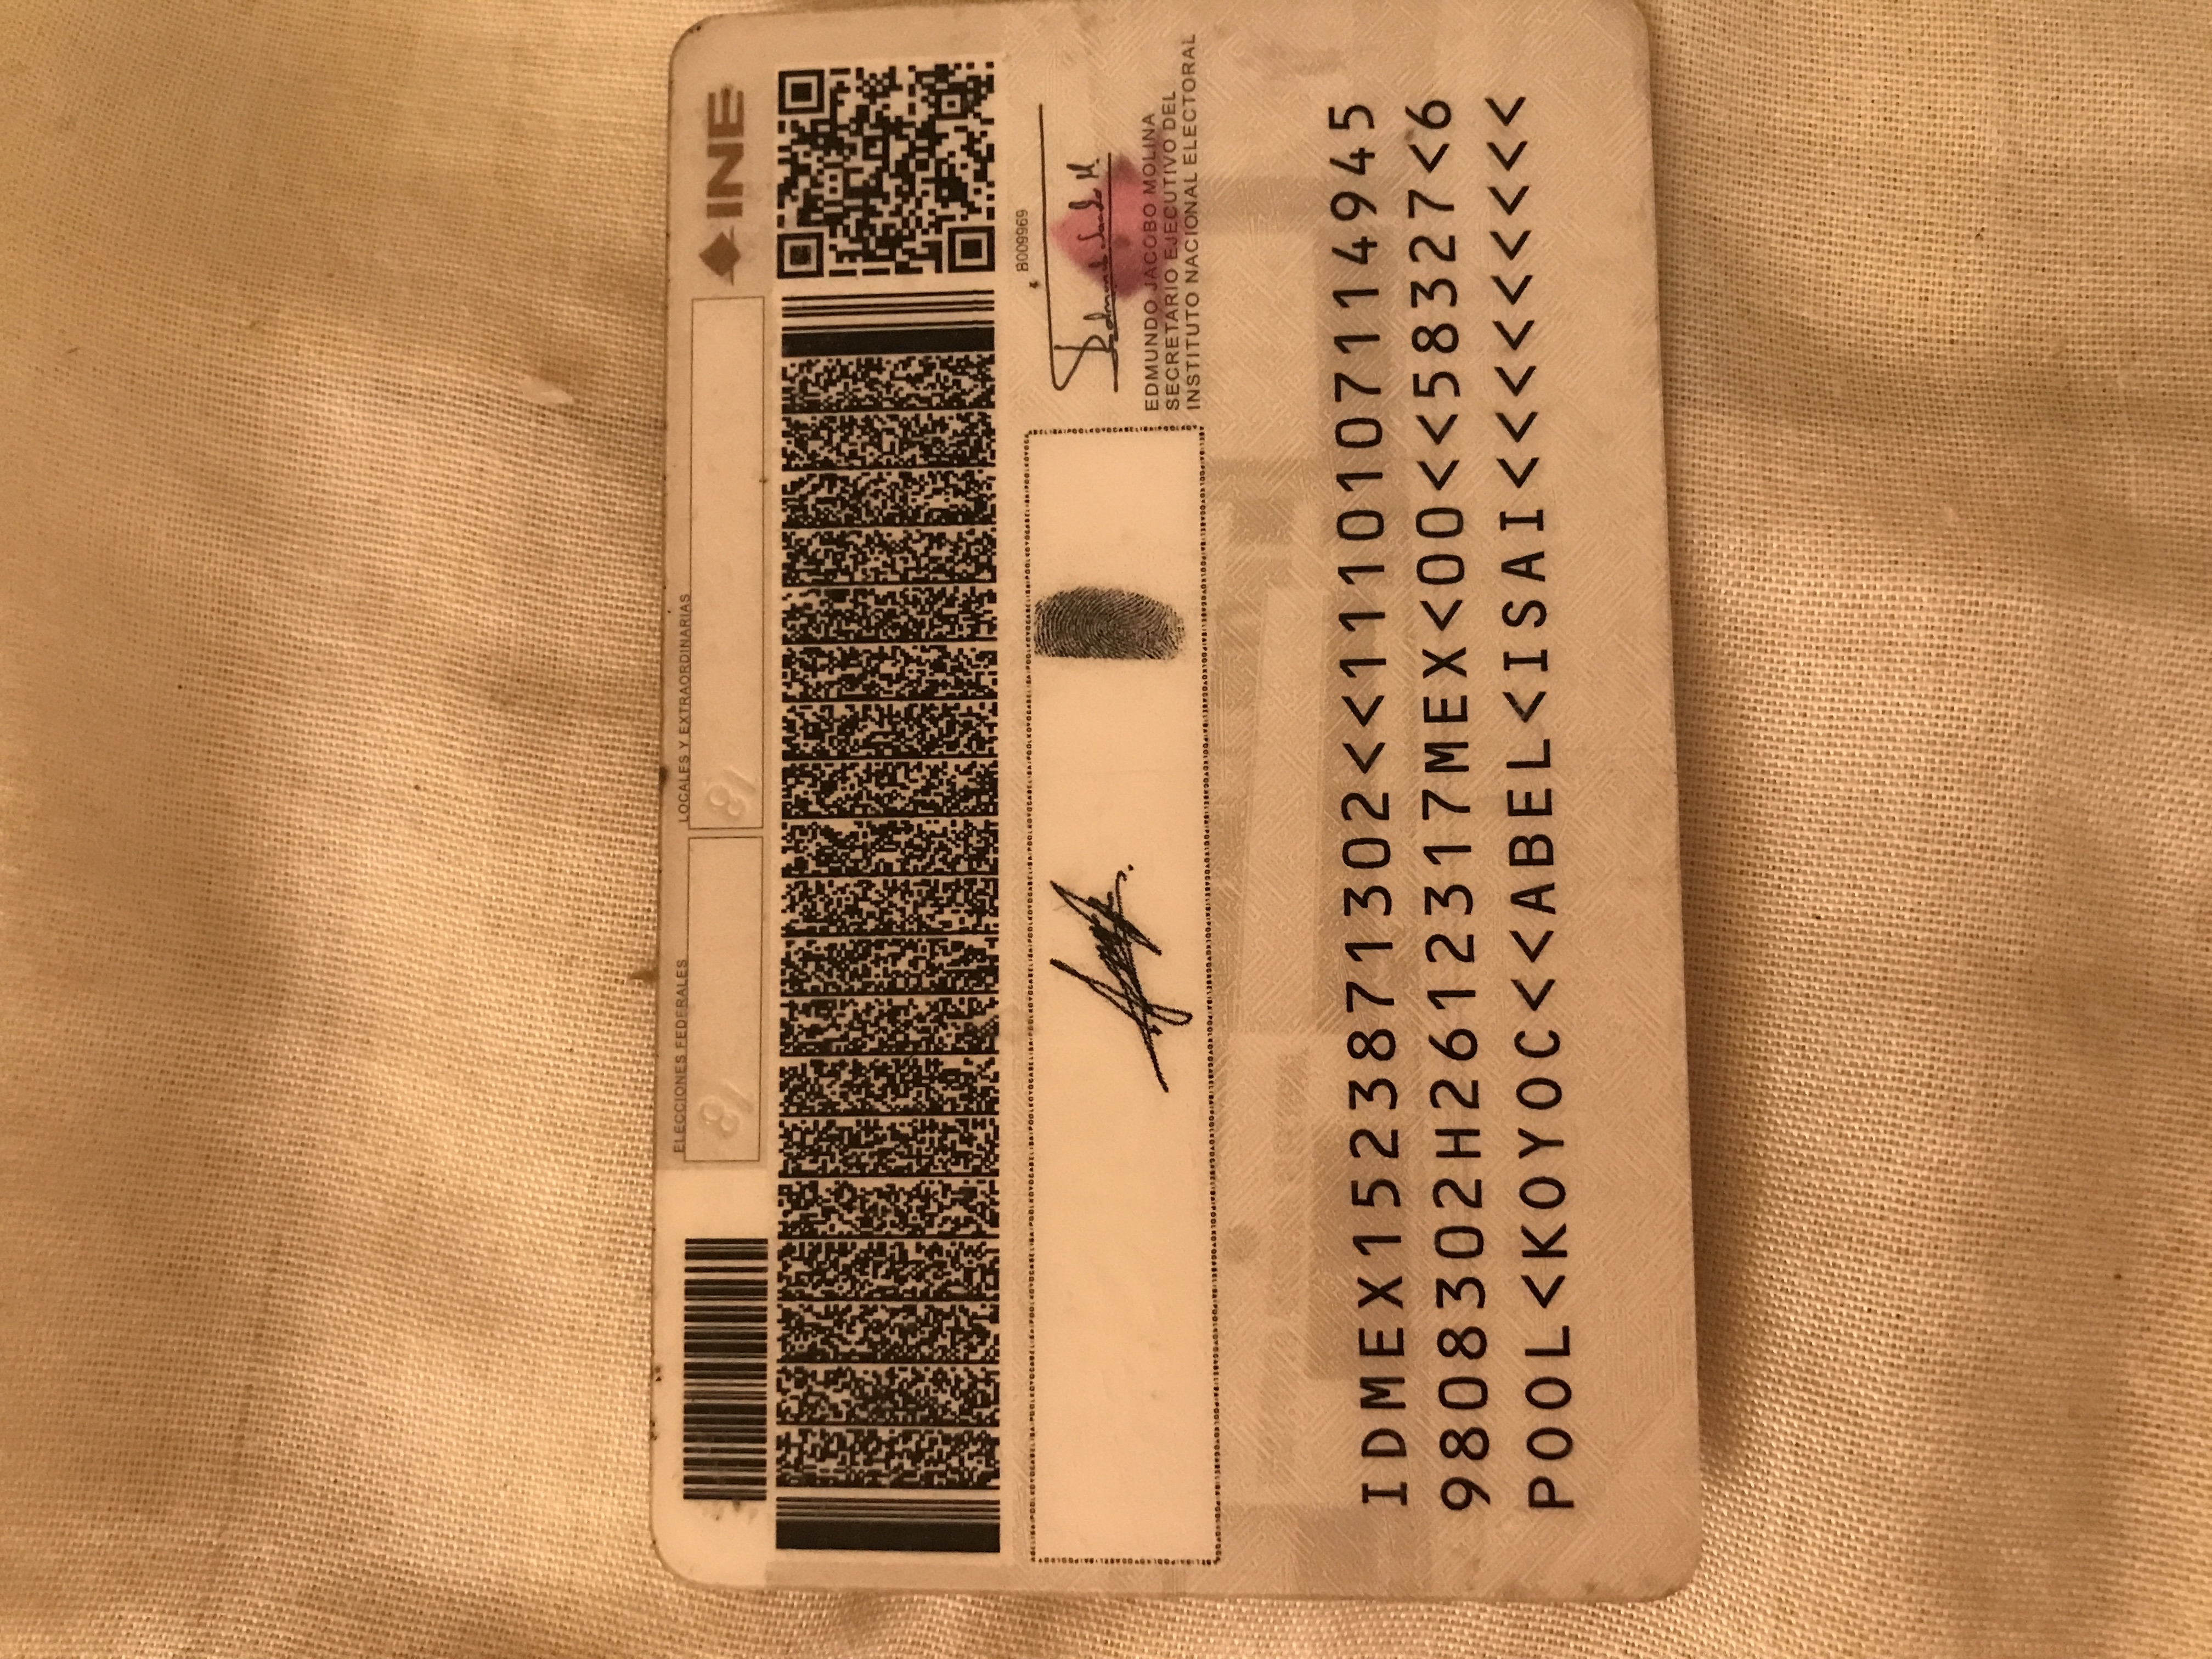 ELECCIONES FEDERALES
LOCALES Y EXTRAORDINARIAS
INE
8009969
EDMUNDO JACOBO MOLINA
SECRETARIO EJECUTIVO DEL
INSTITUTO NACIONAL ELECTORAL
IDMEX1523871302<<1110107114945
9808302H2612317MEX<00<<58327<6
POOL<KOYOC<<ABEL<ISAI<<<<<<<<<